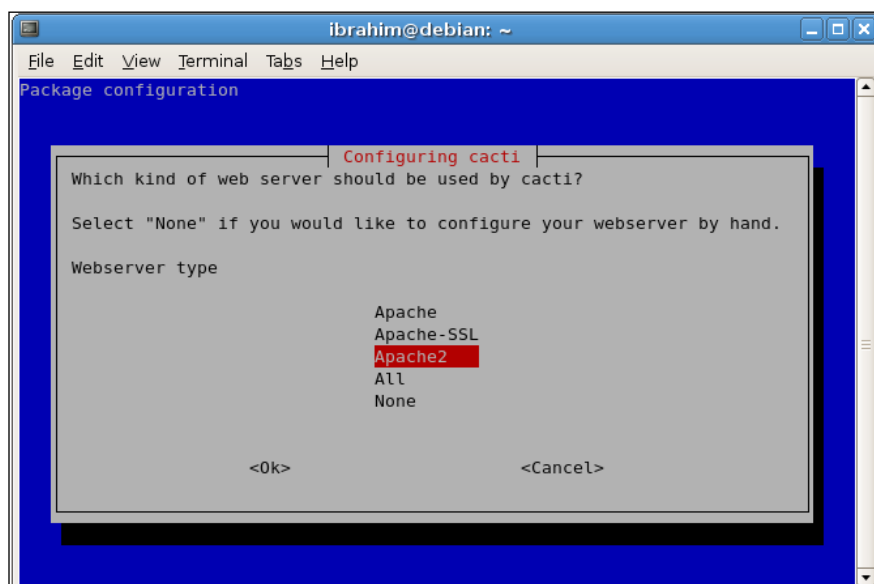 ibrahim@debian: ~
File Edit View Terminal Tabs Help
Package configuration
Configuring cacti
Which kind of web server should be used by cacti?
Select "None" if you would like to configure your webserver by hand.
Webserver type
Apache
Apache-SSL
Apache2
All
None
<Ok> <Cancel>